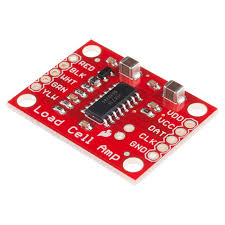 RED
BLK
WHT
GRN
YLW
VDD
VCC
DAT
CLK
GND
Load Cell Amp